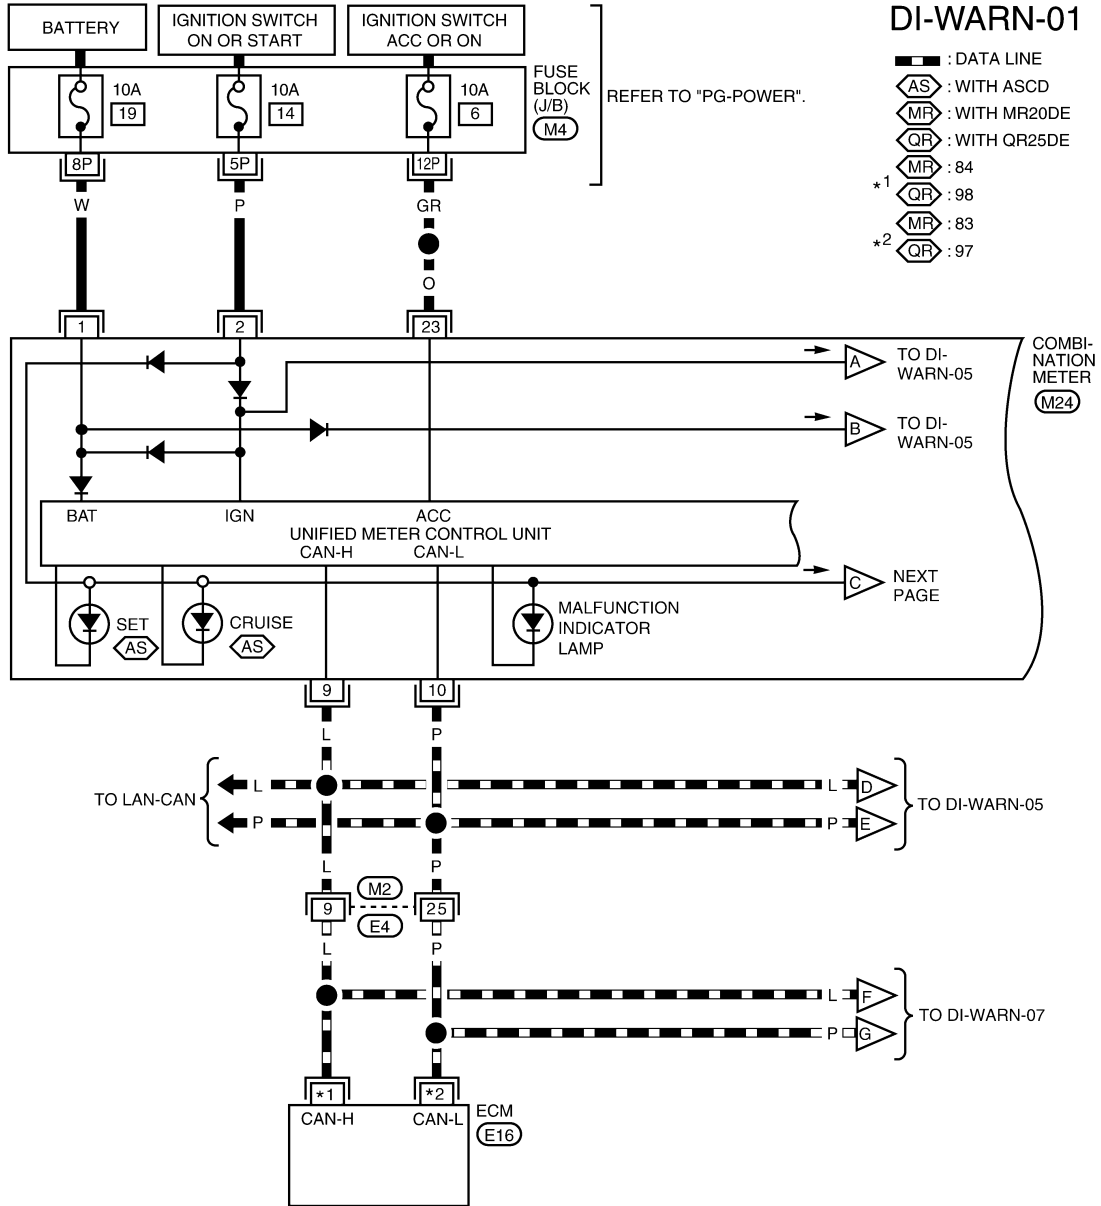 DI-WARN-01
BATTERY
IGNITION SWITCH
ON OR START
IGNITION SWITCH
ACC OR ON
: DATA LINE
AS : WITH ASCD
MR : WITH MR20DE
QR : WITH QR25DE
*1
MR : 84
QR : 98
*2
MR : 83
QR : 97
10A
19
10A
14
10A
6
FUSE
BLOCK
(J/B)
M4
REFER TO "PG-POWER".
8P
5P
12P
W
P
GR
O
1
2
23
COMBI-
NATION
METER
M24
A
TO DI-
WARN-05
B
TO DI-
WARN-05
BAT
IGN
ACC
UNIFIED METER CONTROL UNIT
CAN-H
CAN-L
C
NEXT
PAGE
SET
AS
CRUISE
AS
MALFUNCTION
INDICATOR
LAMP
9
10
L
P
TO LAN-CAN
L
L
D
P
P
E
TO DI-WARN-05
L
P
M2
9
25
E4
L
P
L
F
P
G
TO DI-WARN-07
*1
*2
CAN-H
CAN-L
ECM
E16